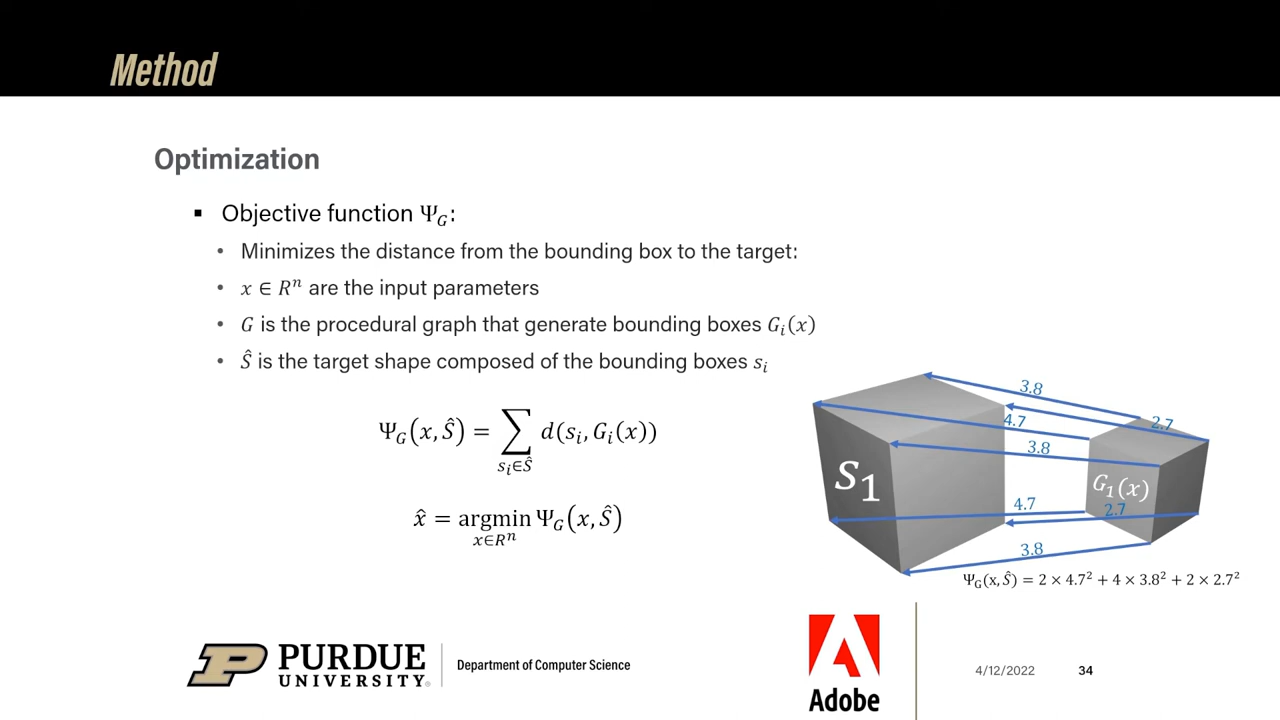 Method
Optimization
▪ Objective function Ψ_G:
• Minimizes the distance from the bounding box to the target:
• x ∈ Rⁿ are the input parameters
• G is the procedural graph that generate bounding boxes G_i(x)
• Ŝ is the target shape composed of the bounding boxes s_i
Ψ_G(x, Ŝ) = ∑_{s_i∈Ŝ} d(s_i, G_i(x))
x̂ = argmin_{x∈Rⁿ} Ψ_G(x, Ŝ)
3.8
4.7
2.7
3.8
S₁
G₁(x)
4.7
2.7
3.8
Ψ_G(x, Ŝ) = 2 × 4.7² + 4 × 3.8² + 2 × 2.7²
P PURDUE
UNIVERSITY®
Department of Computer Science
Adobe
4/12/2022
34